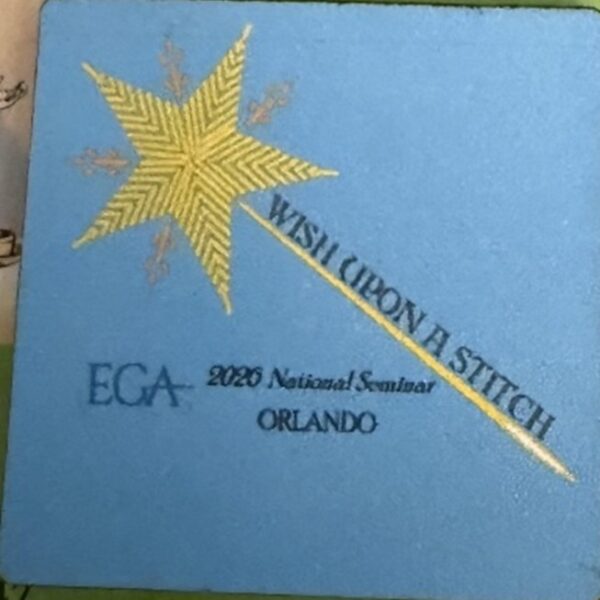 WISH UPON A STITCH
EGA 2026 National Seminar
ORLANDO